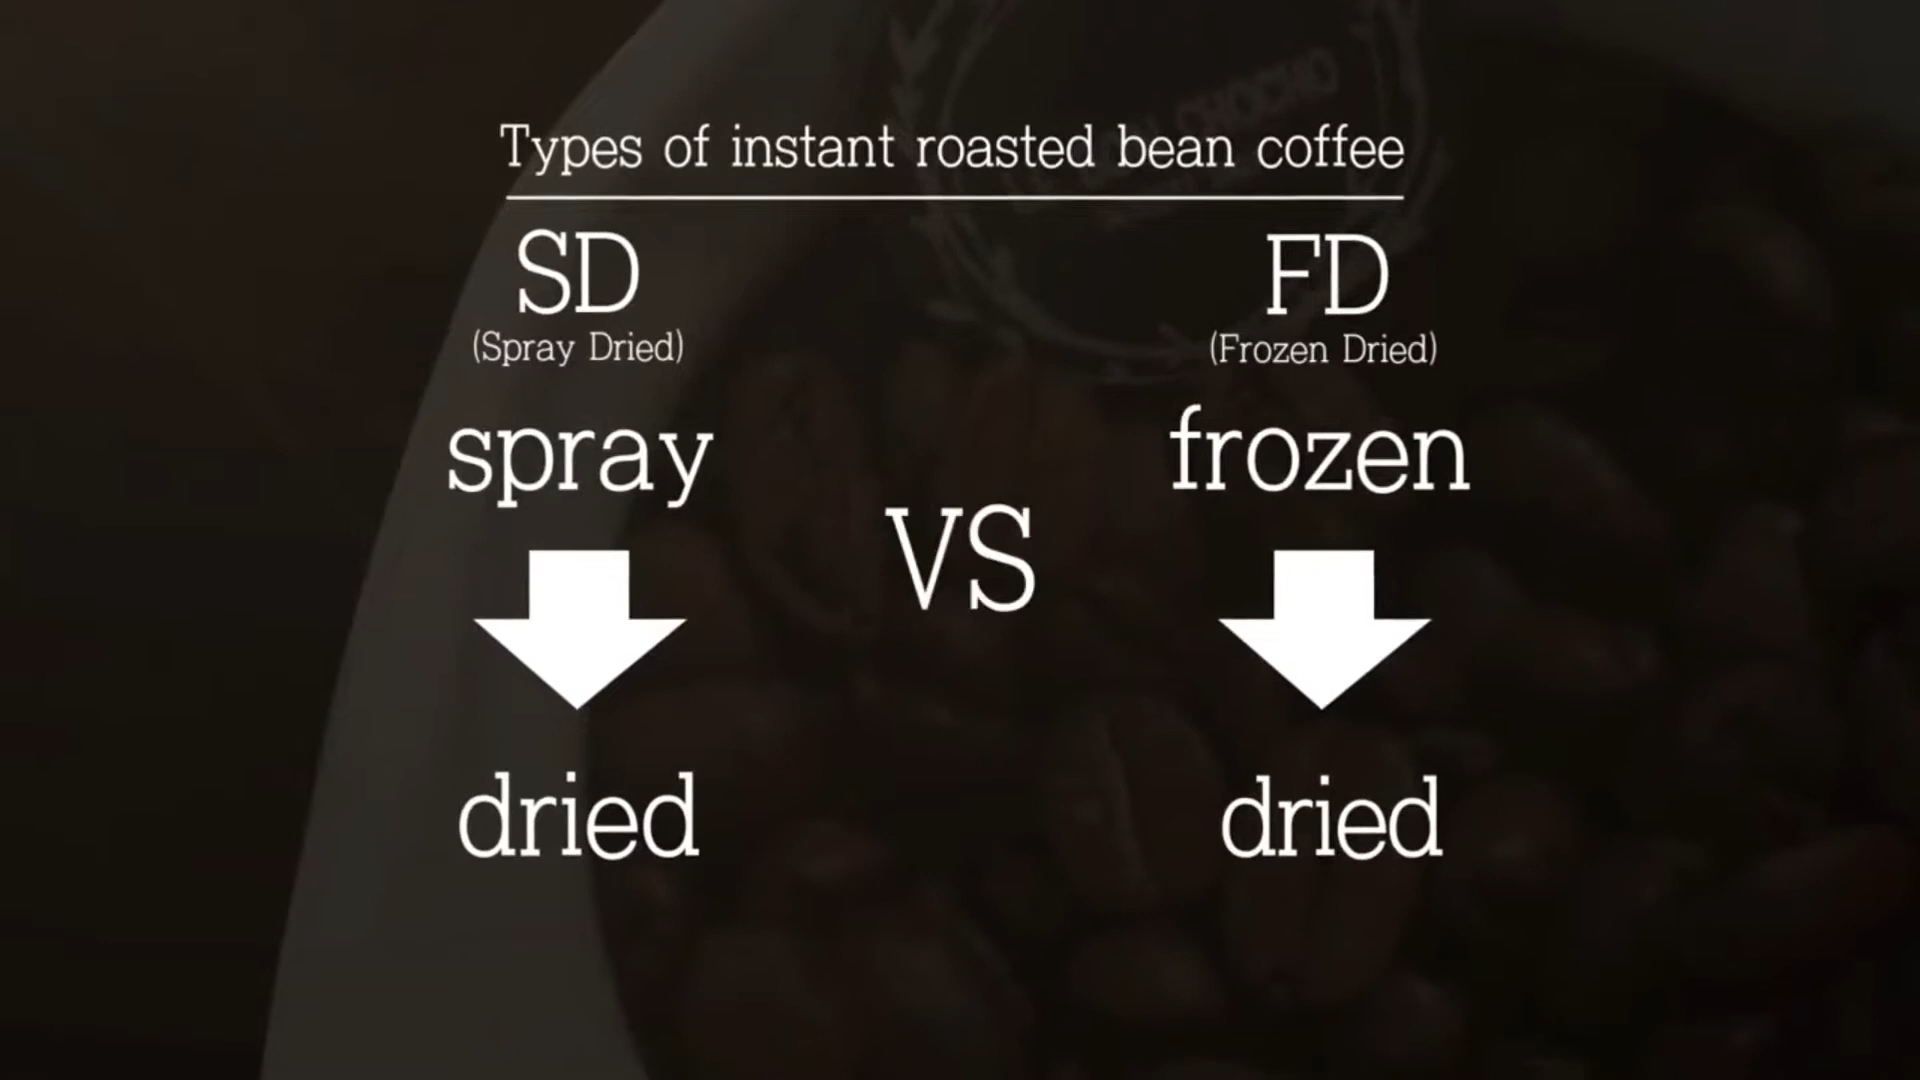 Types of instant roasted bean coffee
SD
(Spray Dried)
spray
dried
VS
FD
(Frozen Dried)
frozen
dried